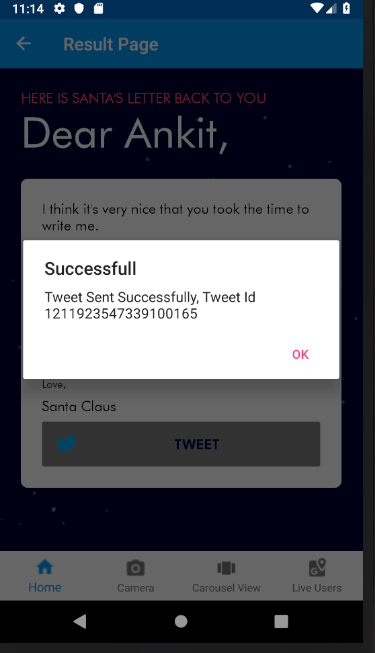 11:14
Result Page
HERE IS SANTA'S LETTER BACK TO YOU
Dear Ankit,
I think it's very nice that you took the time to
write me.
Successfull
Tweet Sent Successfully, Tweet Id
1211923547339100165
OK
Love,
Santa Claus
TWEET
Home
Camera
Carousel View
Live Users